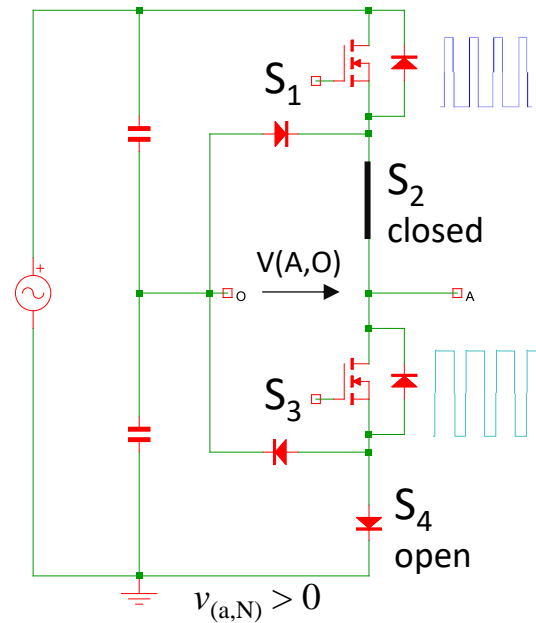 S1
S2
closed
V(A,O)
+
O
A
S3
S4
open
v(a,N) > 0